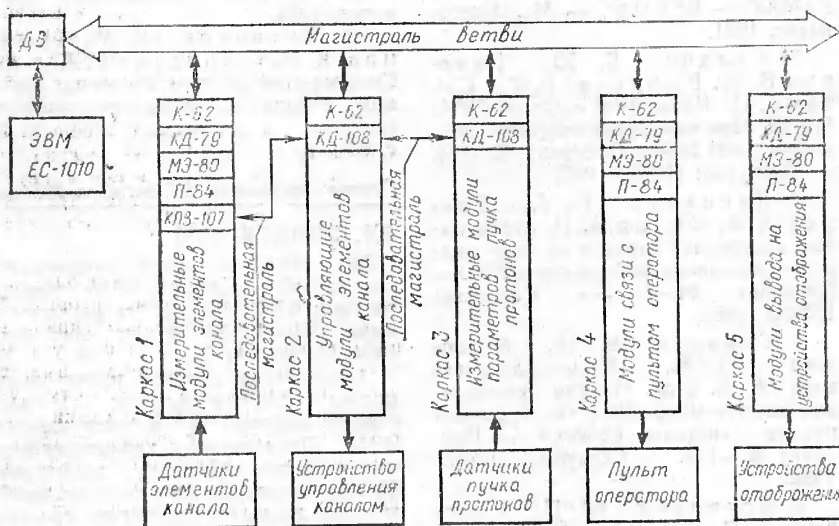 ДВ
Магистраль ветви
ЭВМ
ЕС-1010
К-62
КД-79
МЭ-80
П-84
КПВ-107
Измерительные
модули элементов
канала
Каркас 1
Последовательная
магистраль
К-62
КД-108
Управляющие
модули элементов
канала
Каркас 2
Последовательная
магистраль
К-62
КД-108
Измерительные модули
параметров пучка
протонов
Каркас 3
К-62
КД-79
МЭ-80
П-84
Модули связи с
пультом оператора
Каркас 4
К-62
КД-79
МЭ-80
П-84
Модули вывода на
устройства отображения
Каркас 5
Датчики
элементов
канала
Устройство
управления
каналом
Датчики
пучка
протонов
Пульт
оператора
Устройства
отображения